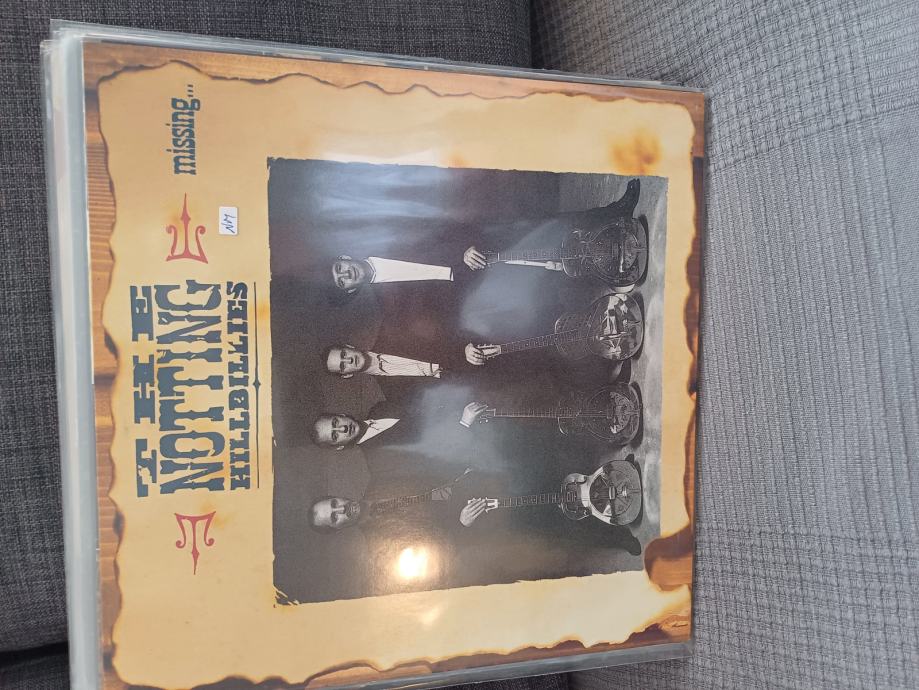 THE
NOTTING
HILLBILLIES
missing...
NM